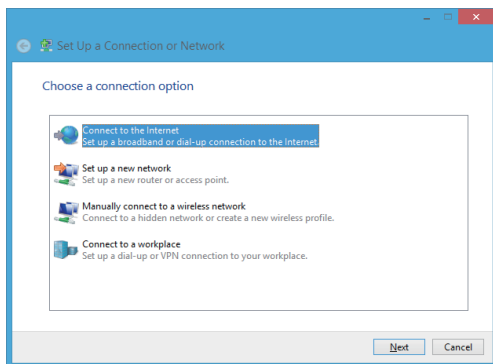 Set Up a Connection or Network
Choose a connection option
Connect to the Internet
Set up a broadband or dial-up connection to the Internet.
Set up a new network
Set up a new router or access point.
Manually connect to a wireless network
Connect to a hidden network or create a new wireless profile.
Connect to a workplace
Set up a dial-up or VPN connection to your workplace.
Next
Cancel